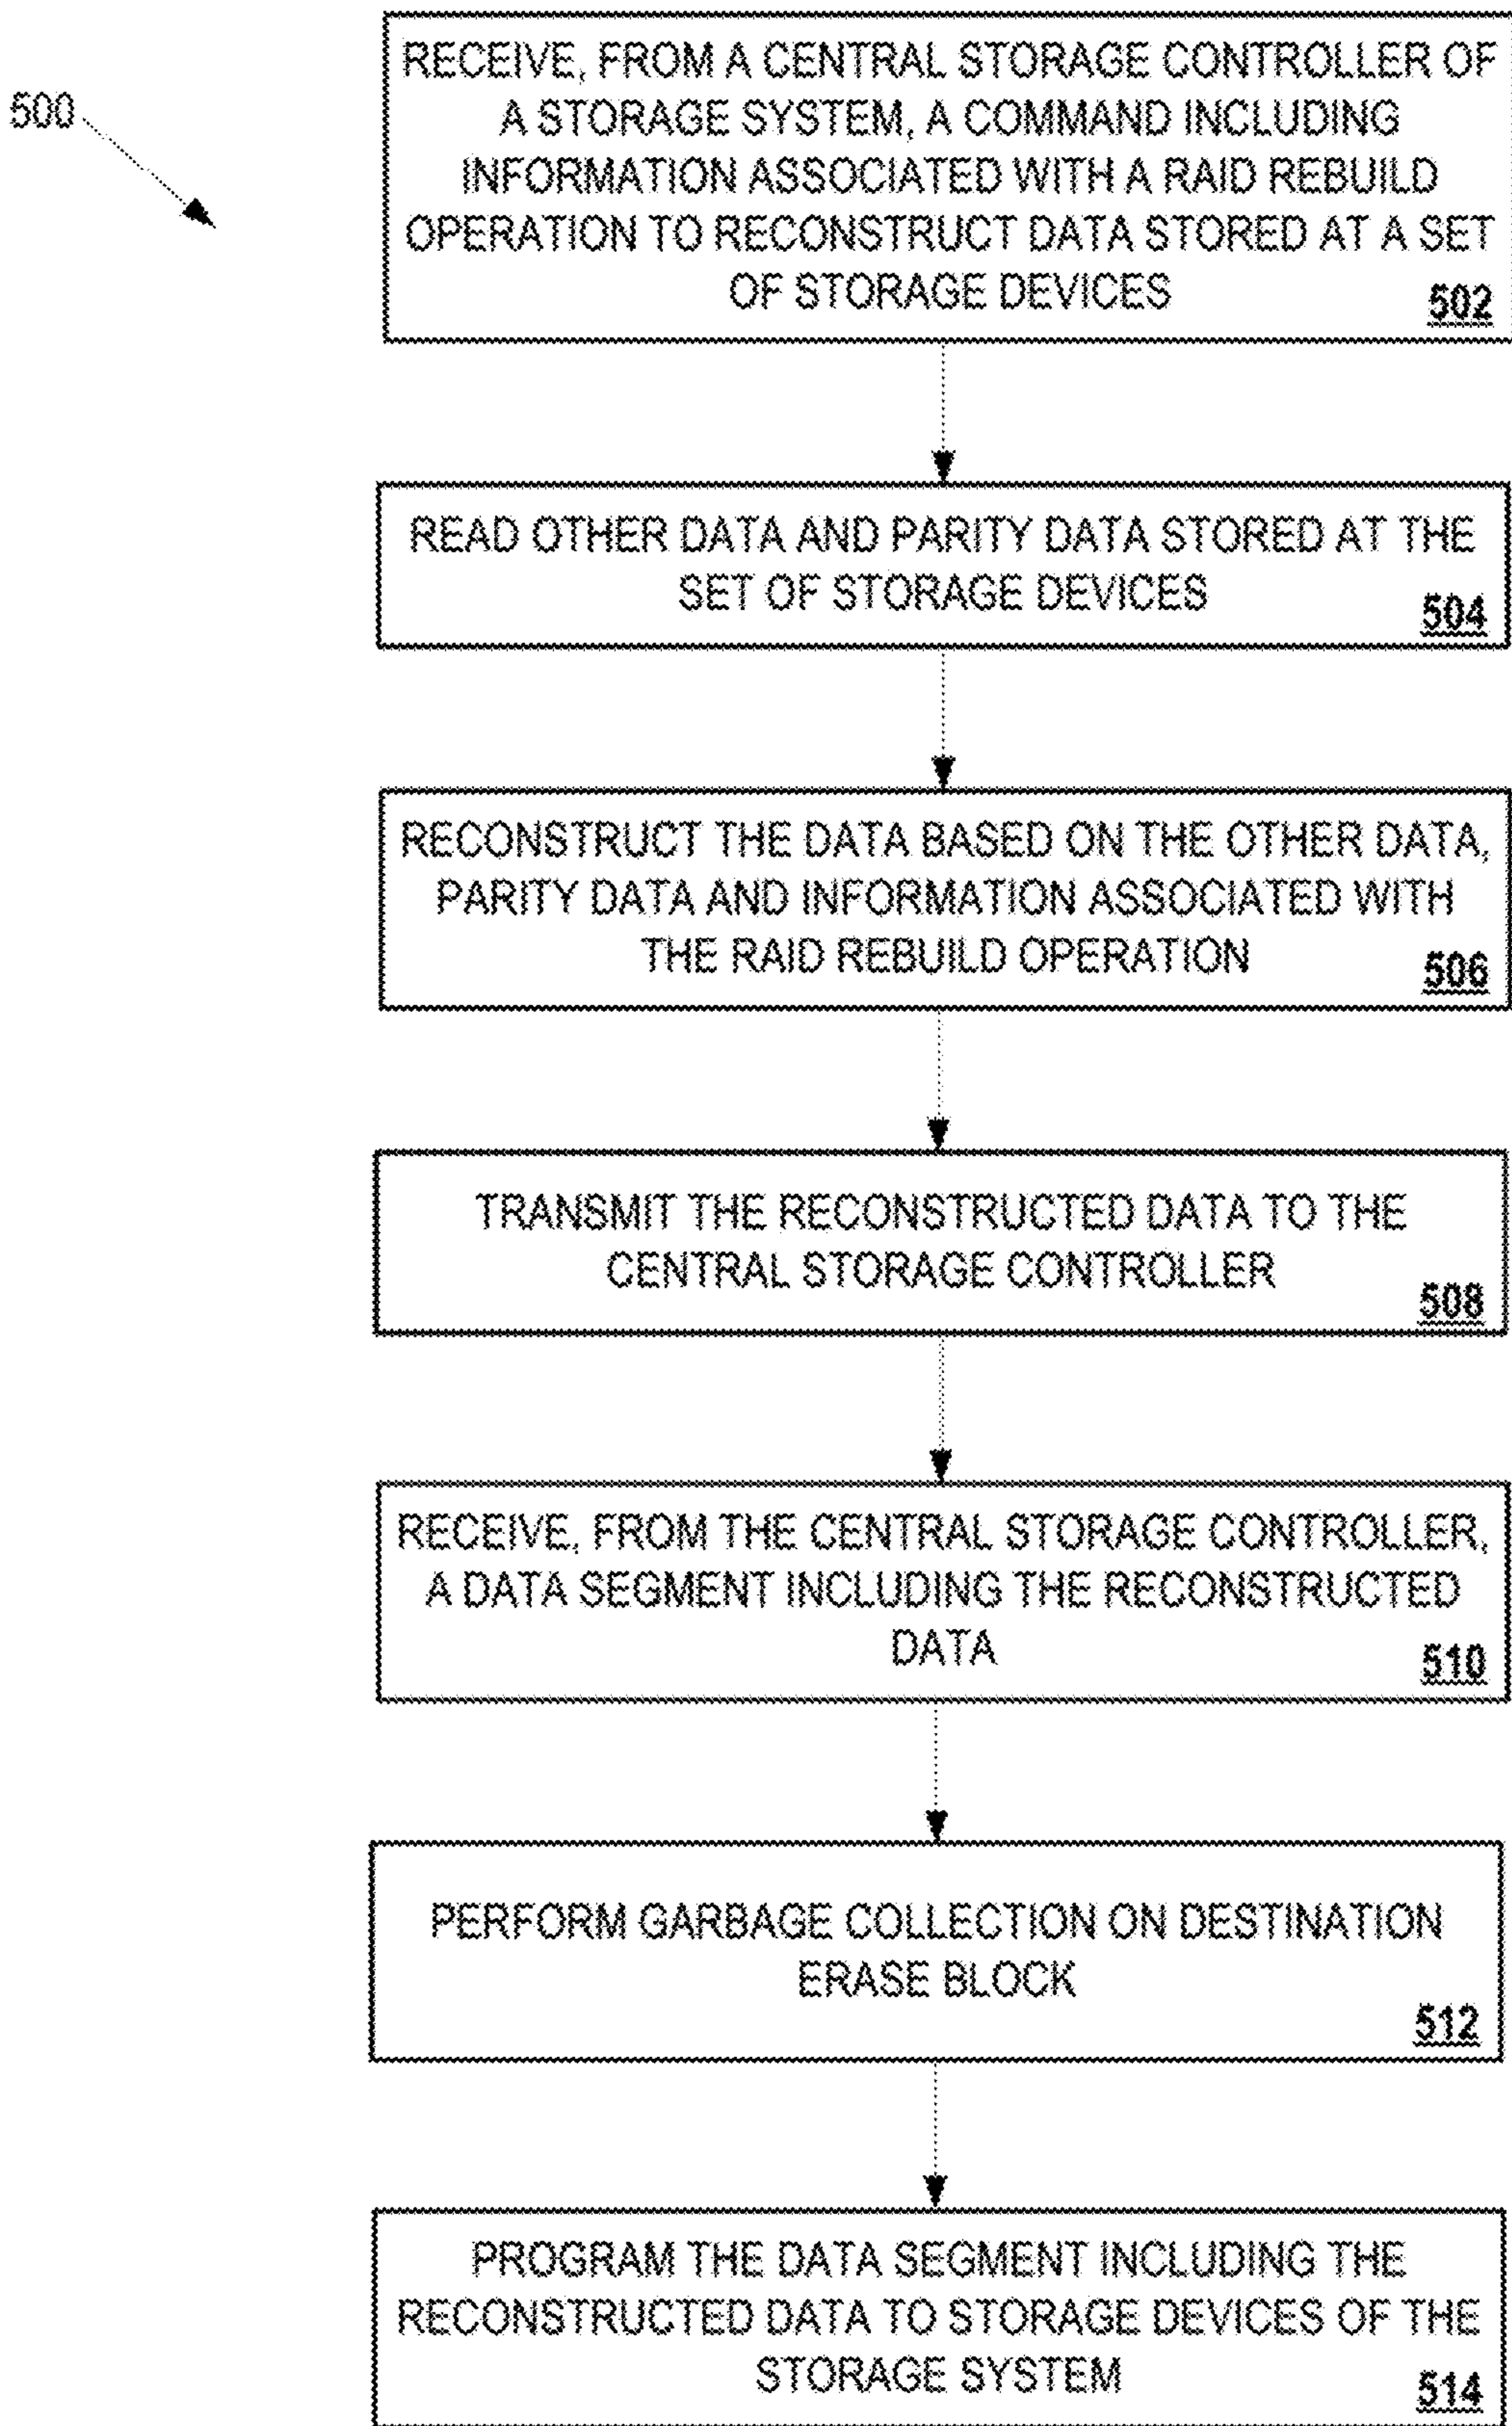 500
RECEIVE, FROM A CENTRAL STORAGE CONTROLLER OF
A STORAGE SYSTEM, A COMMAND INCLUDING
INFORMATION ASSOCIATED WITH A RAID REBUILD
OPERATION TO RECONSTRUCT DATA STORED AT A SET
OF STORAGE DEVICES
502
READ OTHER DATA AND PARITY DATA STORED AT THE
SET OF STORAGE DEVICES
504
RECONSTRUCT THE DATA BASED ON THE OTHER DATA,
PARITY DATA AND INFORMATION ASSOCIATED WITH
THE RAID REBUILD OPERATION
506
TRANSMIT THE RECONSTRUCTED DATA TO THE
CENTRAL STORAGE CONTROLLER
508
RECEIVE, FROM THE CENTRAL STORAGE CONTROLLER,
A DATA SEGMENT INCLUDING THE RECONSTRUCTED
DATA
510
PERFORM GARBAGE COLLECTION ON DESTINATION
ERASE BLOCK
512
PROGRAM THE DATA SEGMENT INCLUDING THE
RECONSTRUCTED DATA TO STORAGE DEVICES OF THE
STORAGE SYSTEM
514